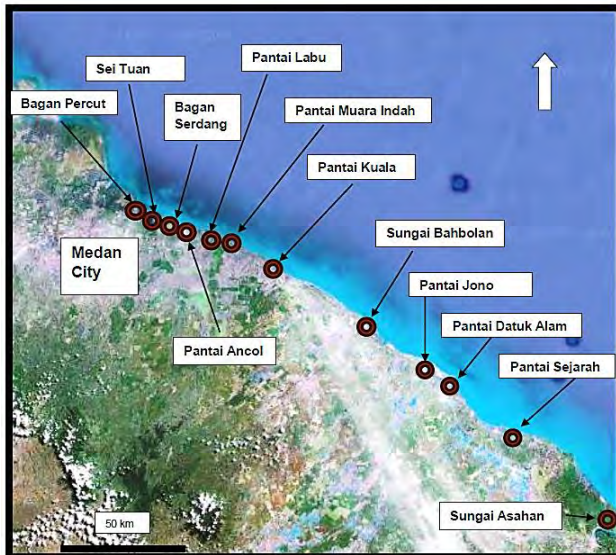 Pantai Labu
Sei Tuan
Bagan Percut
Bagan
Serdang
Pantai Muara Indah
Pantai Kuala
Sungai Bahbolan
Medan
City
Pantai Jono
Pantai Datuk Alam
Pantai Ancol
Pantai Sejarah
Sungai Asahan
50 km